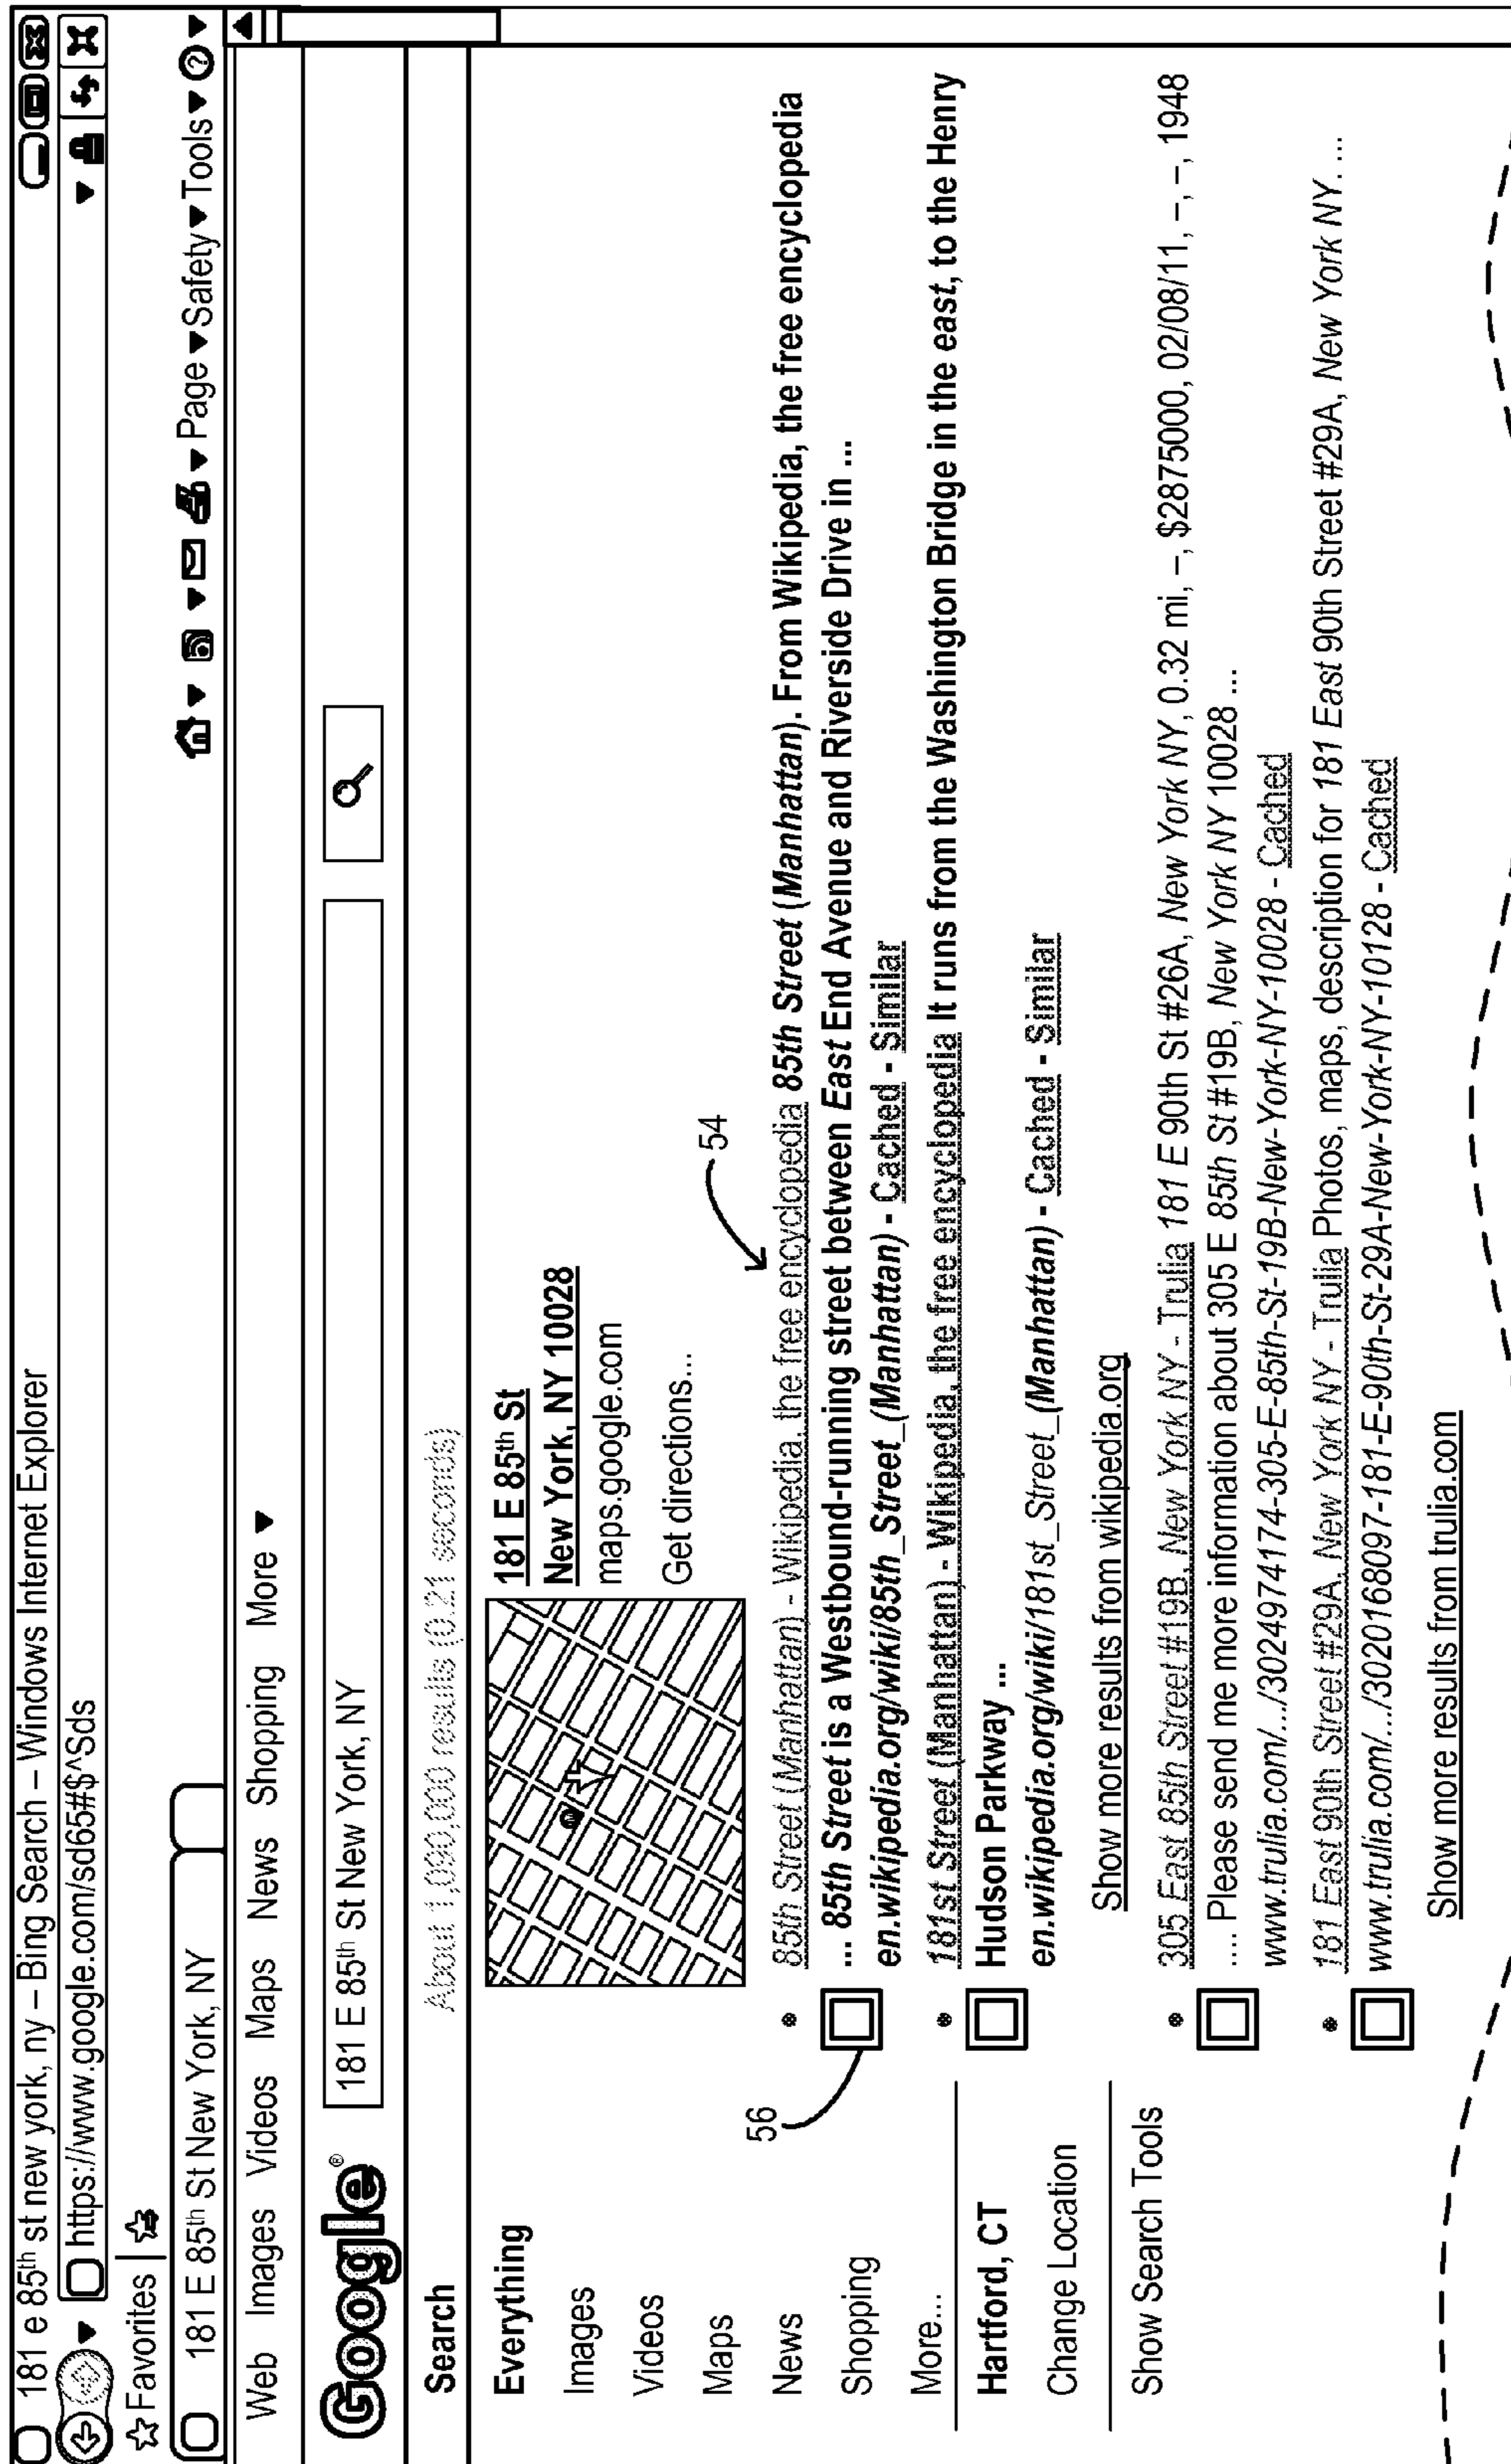 181 e 85th st new york, ny – Bing Search – Windows Internet Explorer
https://www.google.com/sd65#$^Sds
Favorites
Page Safety Tools
181 E 85th St New York, NY
Web Images Videos Maps News Shopping More
Google®
181 E 85th St New York, NY
Search
About 1,090,000 results (0.21 seconds)
Everything
Images
Videos
Maps
News
Shopping
More...
Hartford, CT
Change Location
Show Search Tools
181 E 85th St
New York, NY 10028
maps.google.com
Get directions...
54
56
85th Street (Manhattan) - Wikipedia, the free encyclopedia 85th Street (Manhattan). From Wikipedia, the free encyclopedia
... 85th Street is a Westbound-running street between East End Avenue and Riverside Drive in ...
en.wikipedia.org/wiki/85th_Street_(Manhattan) - Cached - Similar
181st Street (Manhattan) - Wikipedia, the free encyclopedia It runs from the Washington Bridge in the east, to the Henry
Hudson Parkway ...
en.wikipedia.org/wiki/181st_Street_(Manhattan) - Cached - Similar
Show more results from wikipedia.org
305 East 85th Street #19B, New York NY - Trulia 181 E 90th St #26A, New York NY, 0.32 mi, –, $2875000, 02/08/11, –, –, 1948
.... Please send me more information about 305 E 85th St #19B, New York NY 10028 ...
www.trulia.com/.../3024974174-305-E-85th-St-19B-New-York-NY-10028 - Cached
181 East 90th Street #29A, New York NY - Trulia Photos, maps, description for 181 East 90th Street #29A, New York NY. ...
www.trulia.com/.../3020168097-181-E-90th-St-29A-New-York-NY-10128 - Cached
Show more results from trulia.com